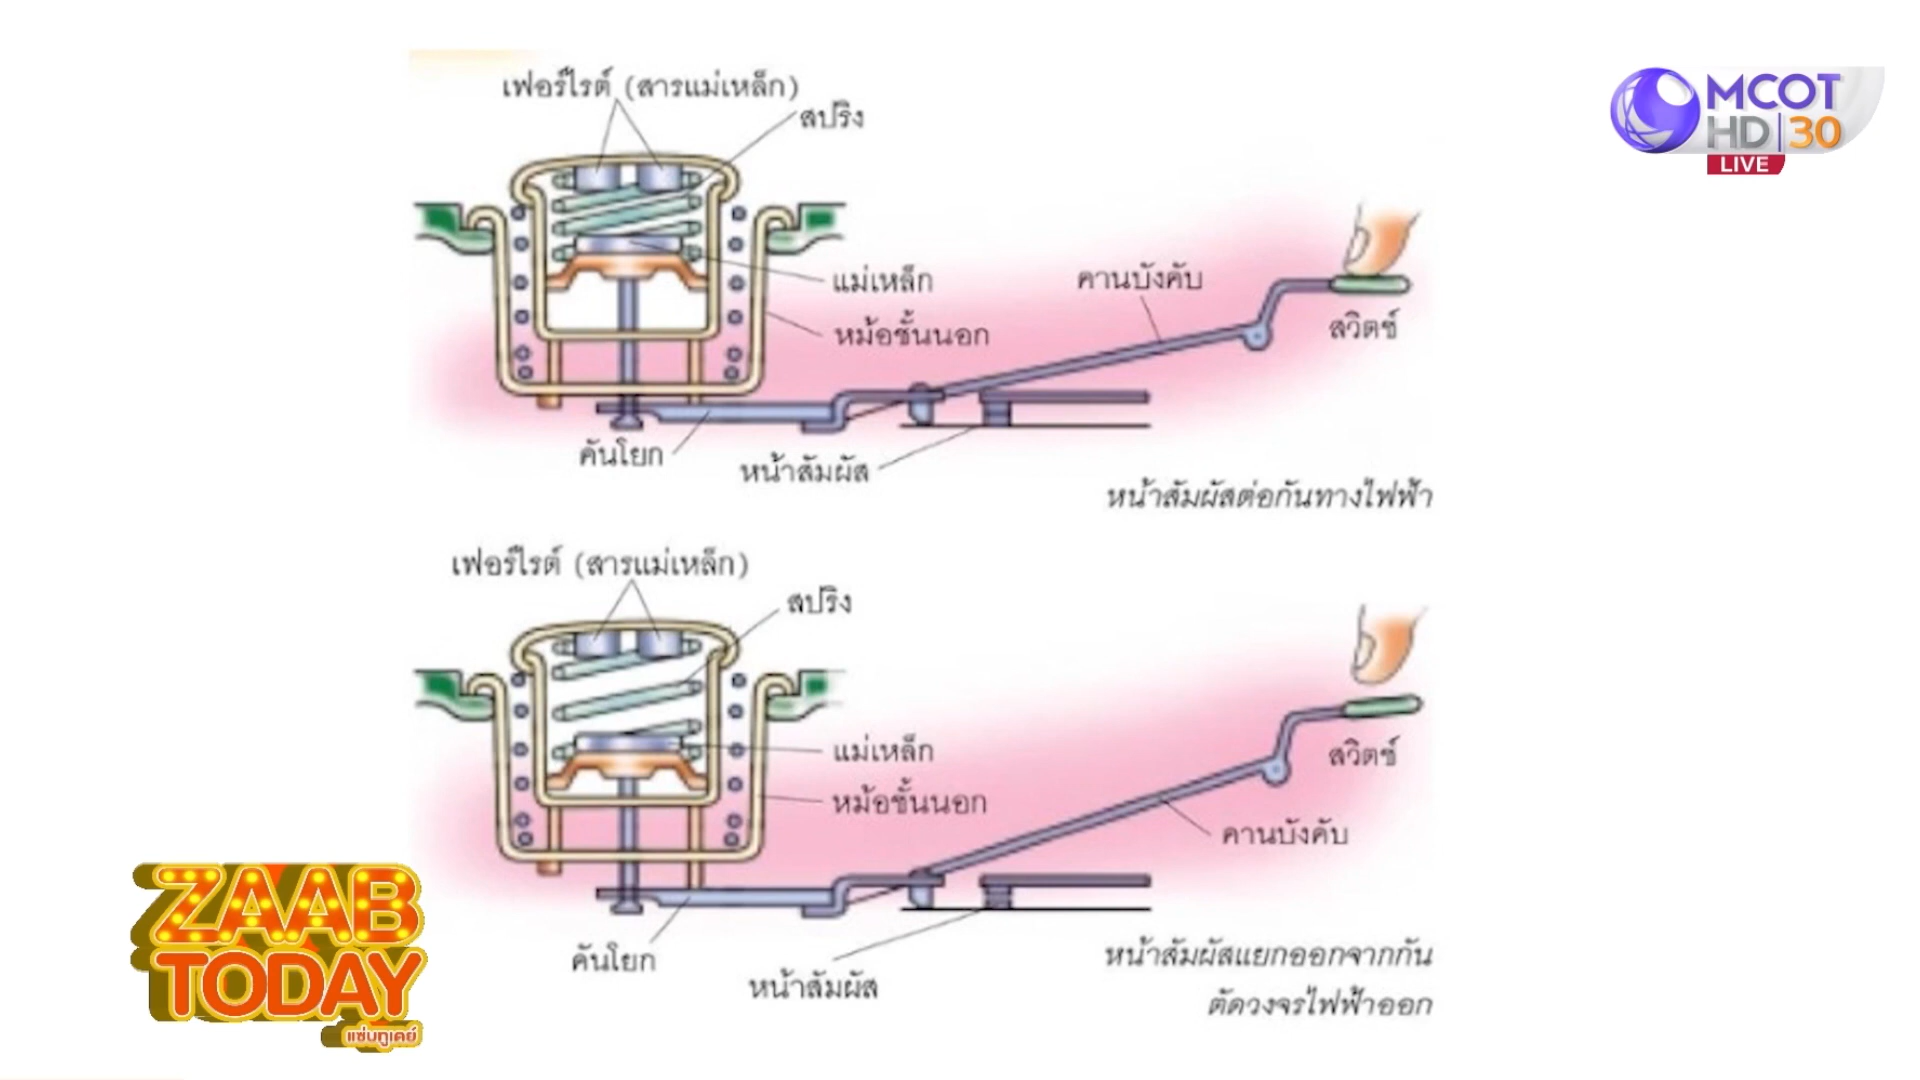 เฟอร์ไรต์ (สารแม่เหล็ก)
สปริง
MCOT
HD 30
LIVE
แม่เหล็ก
คานบังคับ
สวิตช์
หม้อชั้นนอก
คันโยก
หน้าสัมผัส
หน้าสัมผัสต่อกันทางไฟฟ้า
เฟอร์ไรต์ (สารแม่เหล็ก)
สปริง
แม่เหล็ก
สวิตช์
หม้อชั้นนอก
คานบังคับ
คันโยก
หน้าสัมผัส
หน้าสัมผัสแยกออกจากกัน
ตัดวงจรไฟฟ้าออก
ZAAB
TODAY
แซ่บทูเดย์